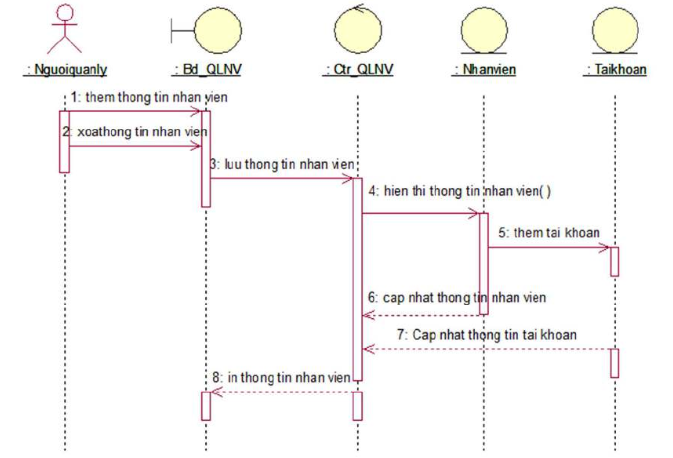 : Nguoiquanly
: Bd_QLNV
: Ctr_QLNV
: Nhanvien
: Taikhoan
1: them thong tin nhan vien
2: xoathong tin nhan vien
3: luu thong tin nhan vien
4: hien thi thong tin nhan vien( )
5: them tai khoan
6: cap nhat thong tin nhan vien
7: Cap nhat thong tin tai khoan
8: in thong tin nhan vien